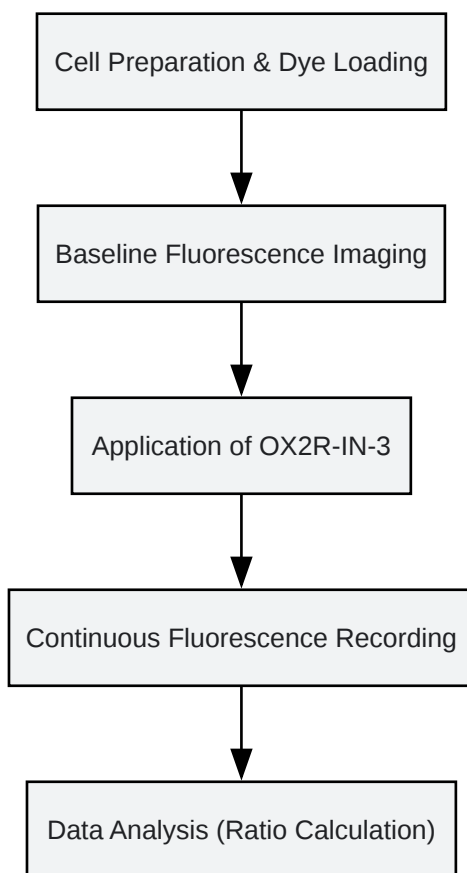 Cell Preparation & Dye Loading
Baseline Fluorescence Imaging
Application of OX2R-IN-3
Continuous Fluorescence Recording
Data Analysis (Ratio Calculation)